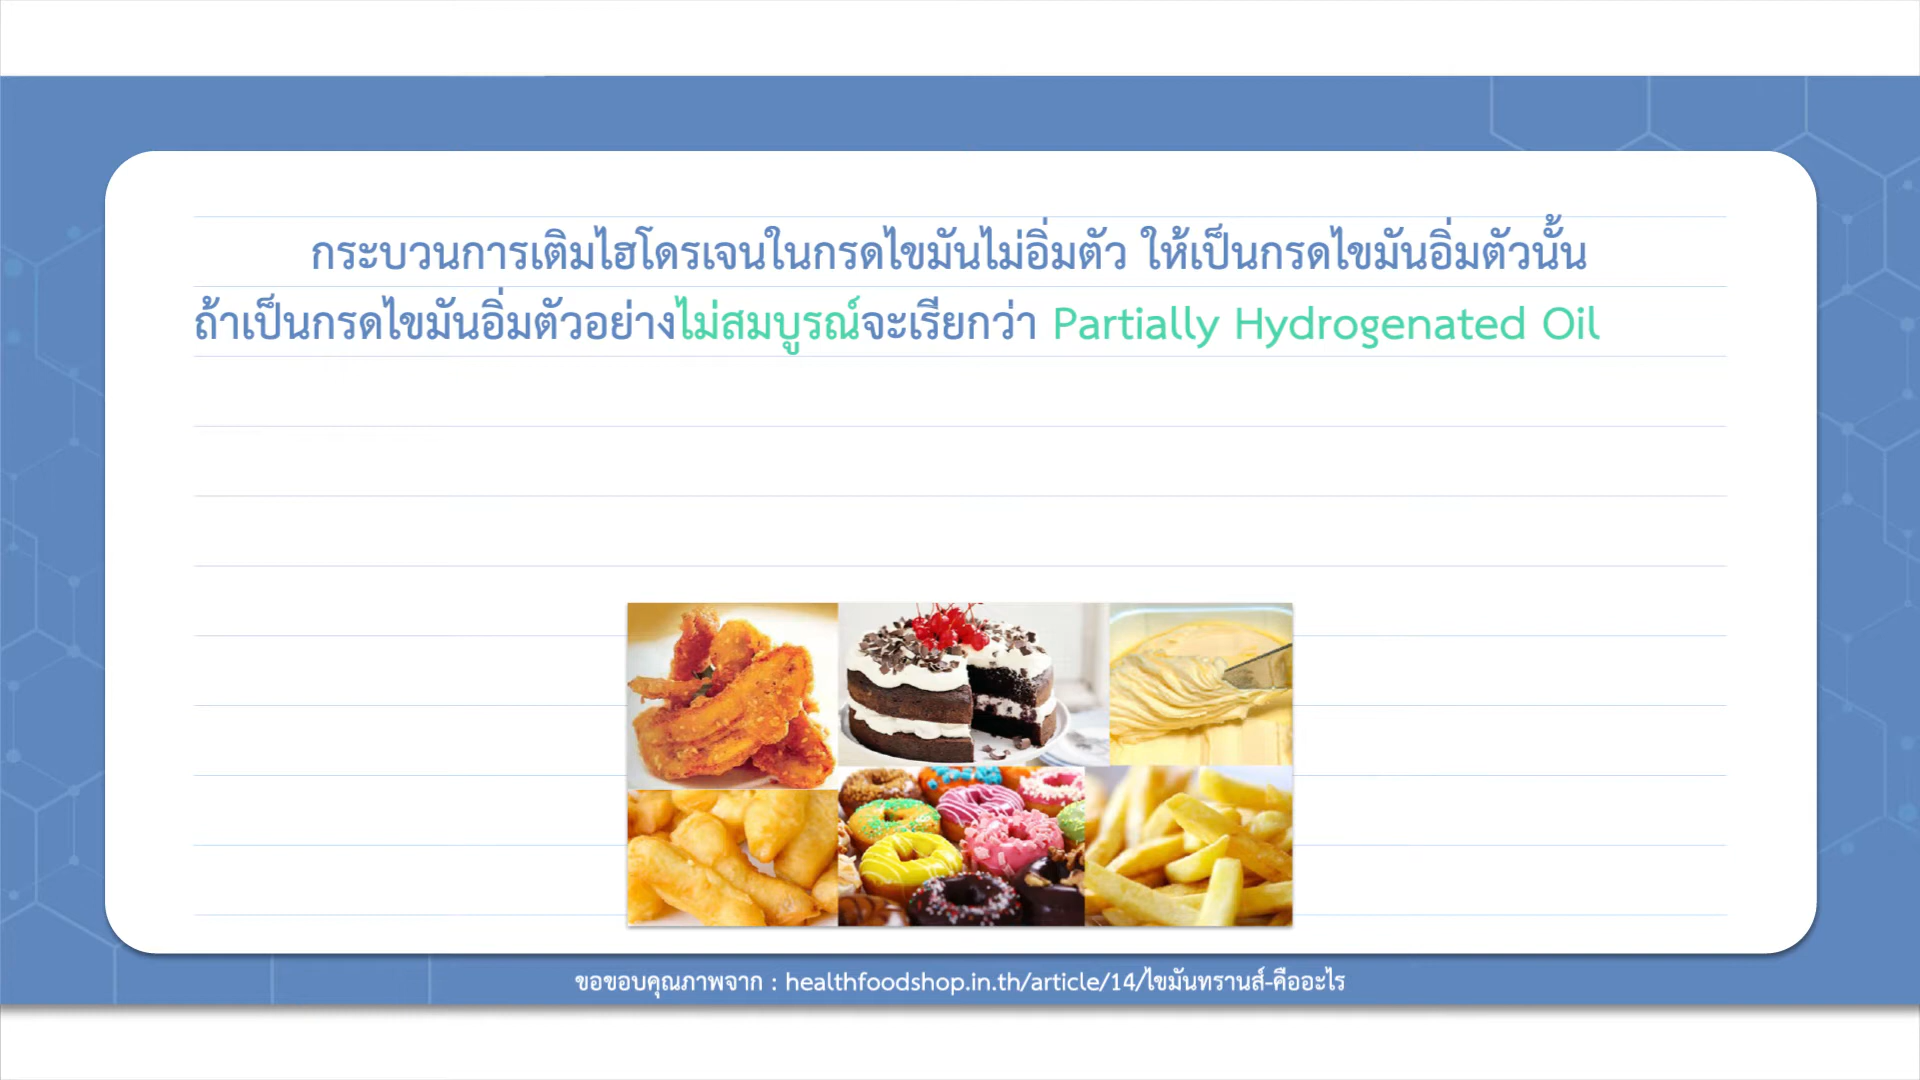 กระบวนการเติมไฮโดรเจนในกรดไขมันไม่อิ่มตัว ให้เป็นกรดไขมันอิ่มตัวนั้น
ถ้าเป็นกรดไขมันอิ่มตัวอย่างไม่สมบูรณ์จะเรียกว่า Partially Hydrogenated Oil
ขอขอบคุณภาพจาก : healthfoodshop.in.th/article/14/ไขมันทรานส์-คืออะไร